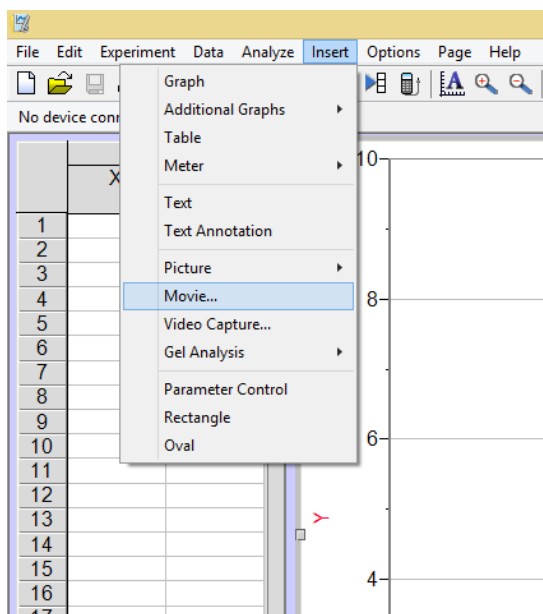 File Edit Experiment Data Analyze Insert Options Page Help
No device conn
Graph
Additional Graphs
Table
Meter
Text
Text Annotation
Picture
Movie...
Video Capture...
Gel Analysis
Parameter Control
Rectangle
Oval
X
1
2
3
4
5
6
7
8
9
10
11
12
13
14
15
16
17
10
8
6
4
Y